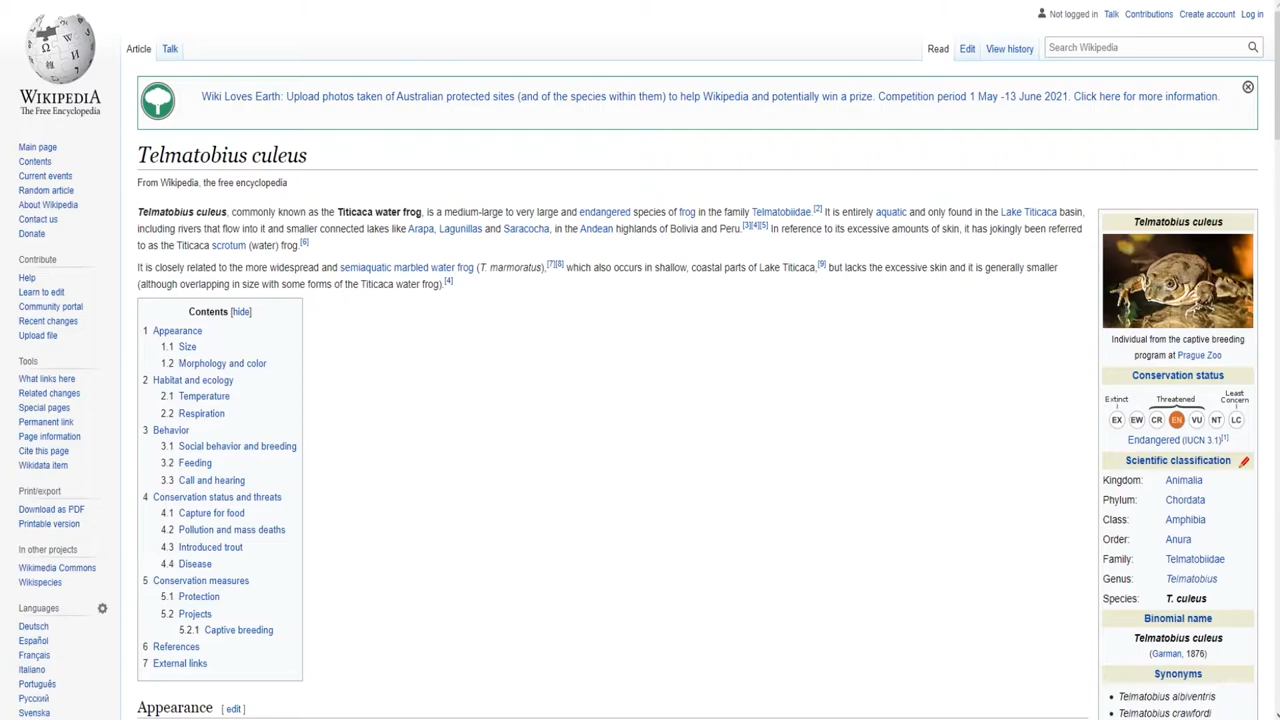 Not logged in Talk Contributions Create account Log in
Article Talk
Read Edit View history Search Wikipedia
WIKIPEDIA
The Free Encyclopedia
Main page
Contents
Current events
Random article
About Wikipedia
Contact us
Donate
Contribute
Help
Learn to edit
Community portal
Recent changes
Upload file
Tools
What links here
Related changes
Special pages
Permanent link
Page information
Cite this page
Wikidata item
Print/export
Download as PDF
Printable version
In other projects
Wikimedia Commons
Wikispecies
Languages
Deutsch
Español
Français
Italiano
Português
Русский
Svenska
Wiki Loves Earth: Upload photos taken of Australian protected sites (and of the species within them) to help Wikipedia and potentially win a prize. Competition period 1 May -13 June 2021. Click here for more information.
Telmatobius culeus
From Wikipedia, the free encyclopedia
Telmatobius culeus, commonly known as the Titicaca water frog, is a medium-large to very large and endangered species of frog in the family Telmatobiidae.[2] It is entirely aquatic and only found in the Lake Titicaca basin,
including rivers that flow into it and smaller connected lakes like Arapa, Lagunillas and Saracocha, in the Andean highlands of Bolivia and Peru.[3][4][5] In reference to its excessive amounts of skin, it has jokingly been referred
to as the Titicaca scrotum (water) frog.[6]
It is closely related to the more widespread and semiaquatic marbled water frog (T. marmoratus),[7][8] which also occurs in shallow, coastal parts of Lake Titicaca,[9] but lacks the excessive skin and it is generally smaller
(although overlapping in size with some forms of the Titicaca water frog).[4]
Contents [hide]
1 Appearance
1.1 Size
1.2 Morphology and color
2 Habitat and ecology
2.1 Temperature
2.2 Respiration
3 Behavior
3.1 Social behavior and breeding
3.2 Feeding
3.3 Call and hearing
4 Conservation status and threats
4.1 Capture for food
4.2 Pollution and mass deaths
4.3 Introduced trout
4.4 Disease
5 Conservation measures
5.1 Protection
5.2 Projects
5.2.1 Captive breeding
6 References
7 External links
Appearance [ edit ]
Telmatobius culeus
Individual from the captive breeding
program at Prague Zoo
Conservation status
Extinct Threatened Least
Concern
EX EW CR EN VU NT LC
Endangered (IUCN 3.1)[1]
Scientific classification
Kingdom: Animalia
Phylum: Chordata
Class: Amphibia
Order: Anura
Family: Telmatobiidae
Genus: Telmatobius
Species: T. culeus
Binomial name
Telmatobius culeus
(Garman, 1876)
Synonyms
• Telmatobius albiventris
• Telmatobius crawfordi